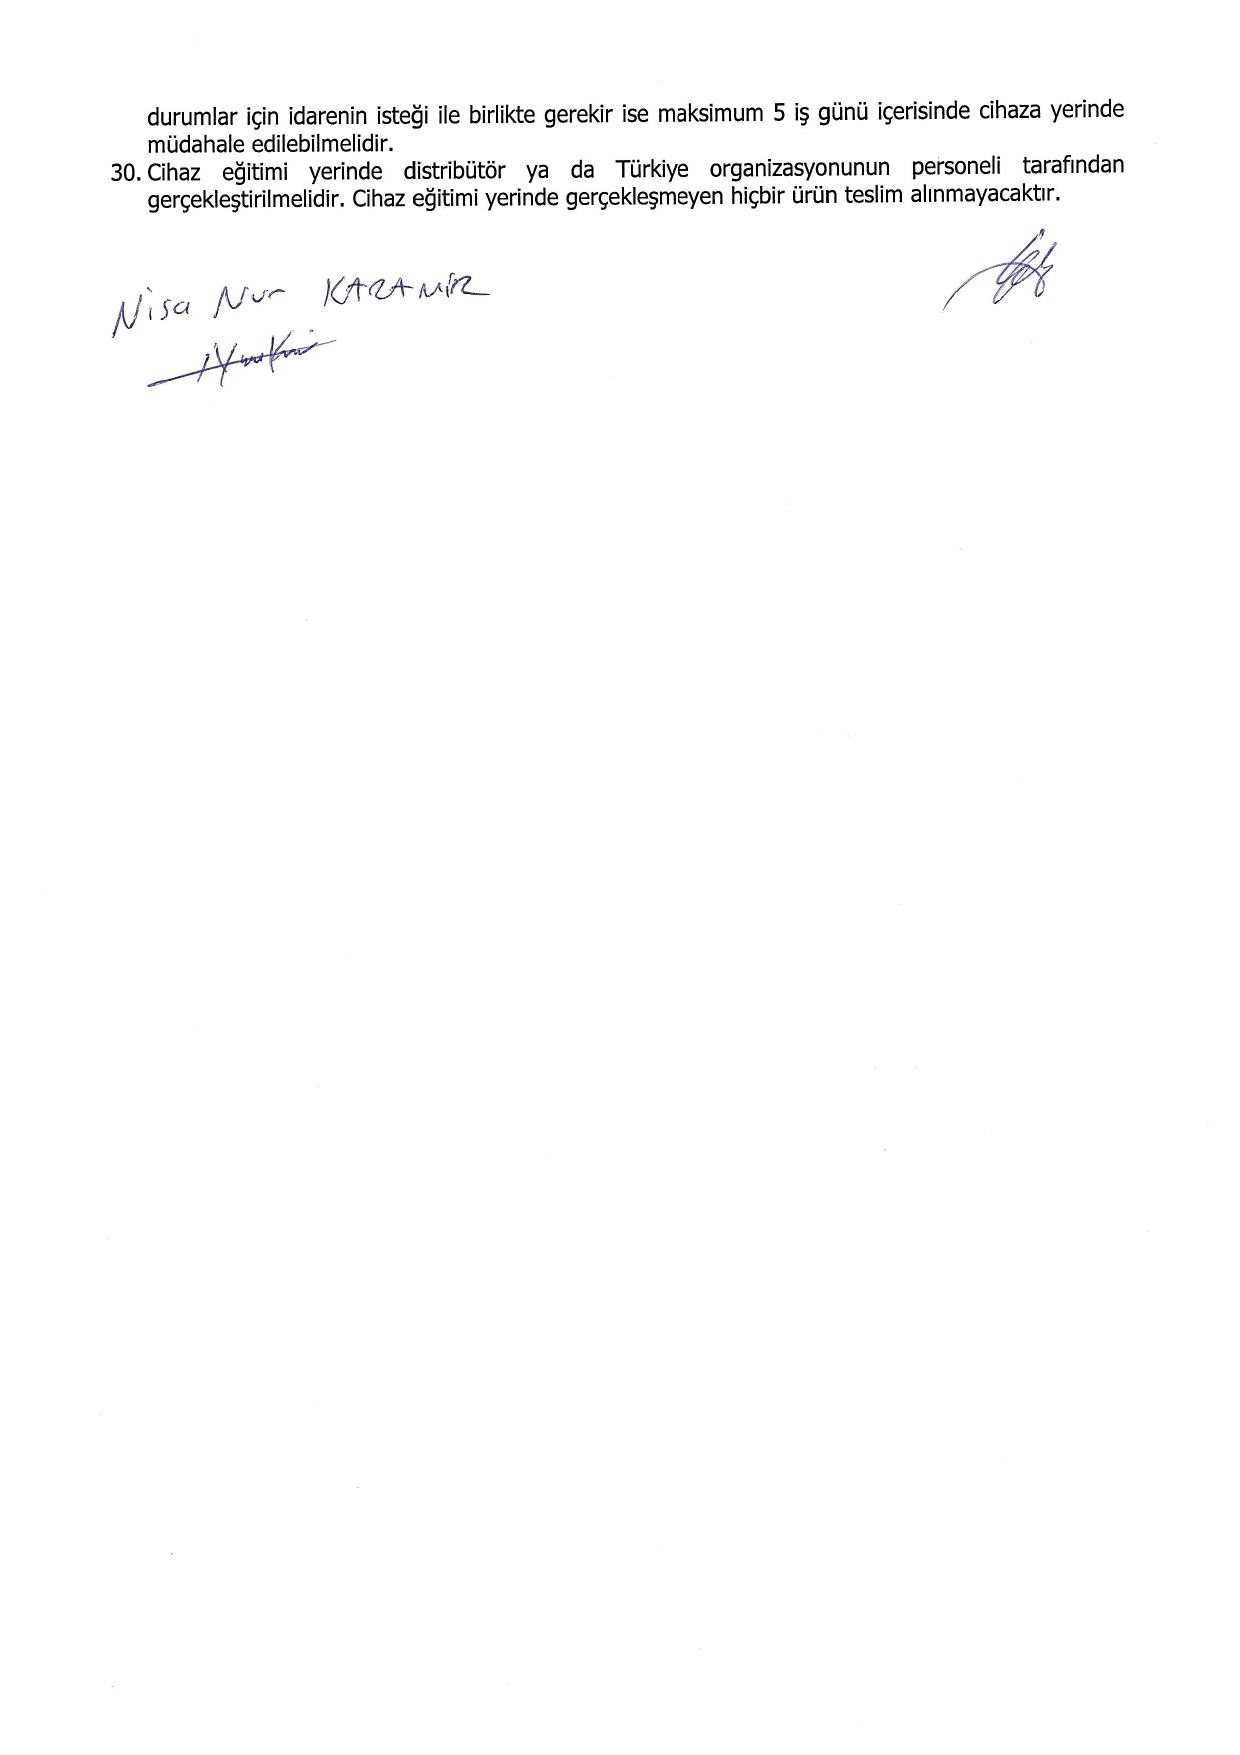 durumlar için idarenin isteği ile birlikte gerekir ise maksimum 5 iş günü içerisinde cihaza yerinde
müdahale edilebilmelidir.
30. Cihaz eğitimi yerinde distribütör ya da Türkiye organizasyonunun personeli tarafından
gerçekleştirilmelidir. Cihaz eğitimi yerinde gerçekleşmeyen hiçbir ürün teslim alınmayacaktır.
Nisa Nur KARAMİR